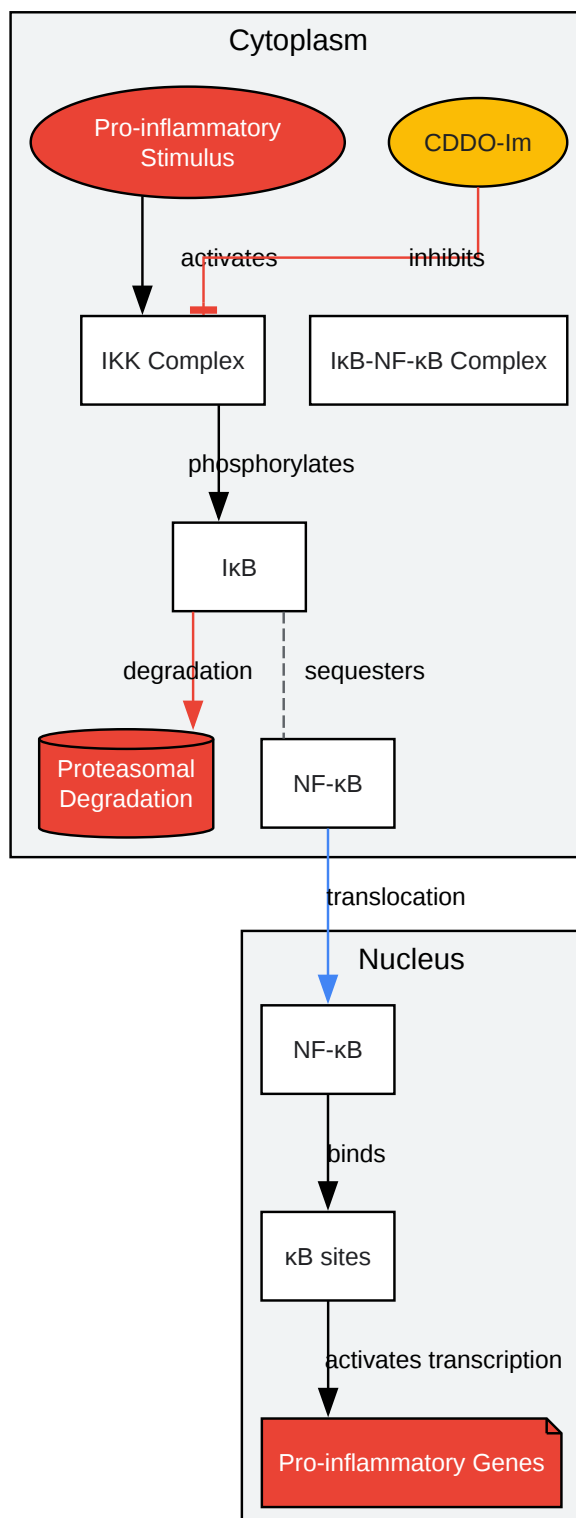 Cytoplasm
Pro-inflammatory
Stimulus
CDDO-Im
activates
inhibits
IKK Complex
IκB-NF-κB Complex
phosphorylates
IκB
degradation
sequesters
Proteasomal
Degradation
NF-κB
translocation
Nucleus
NF-κB
binds
κB sites
activates transcription
Pro-inflammatory Genes